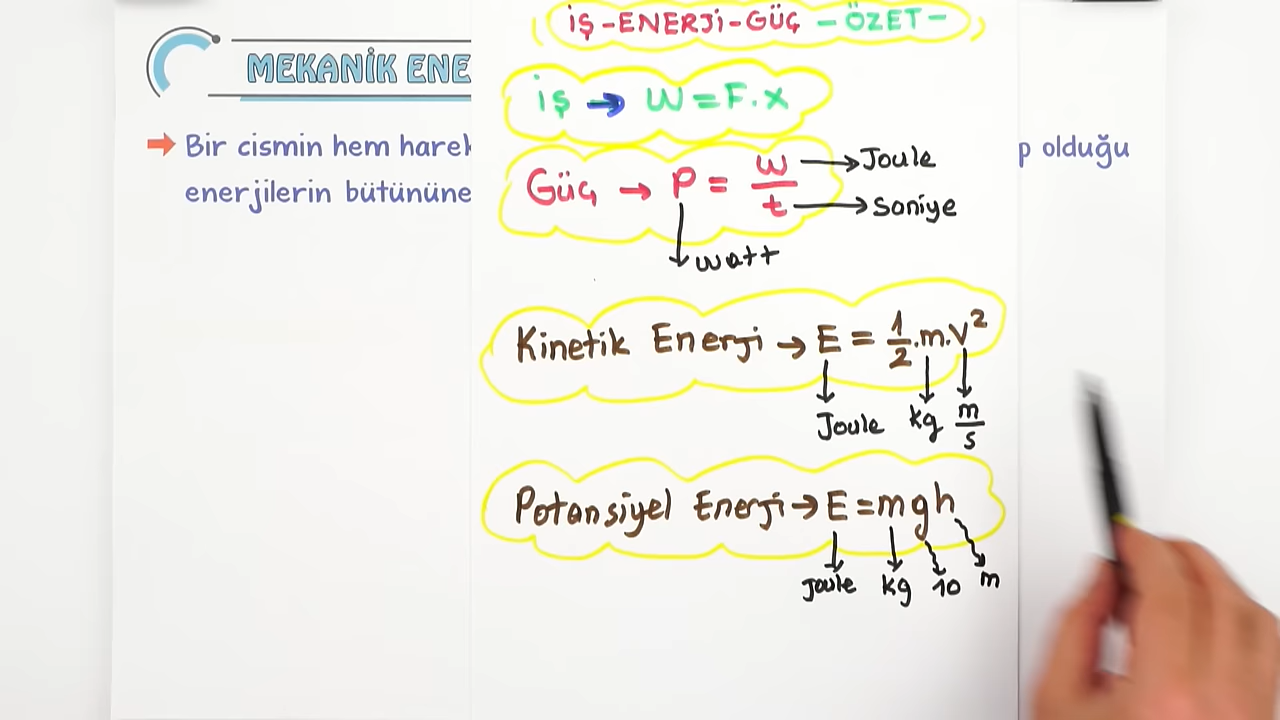 İŞ-ENERJİ-GÜÇ -ÖZET-
MEKANİK ENE
Bir cismin hem harek
p olduğu
enerjilerin bütününe
İş → W = F.x
Güç → P = W/t
Joule
Saniye
watt
Kinetik Enerji → E = 1/2.m.v²
Joule kg m/s
Potansiyel Enerji → E = mgh
Joule kg 10 m